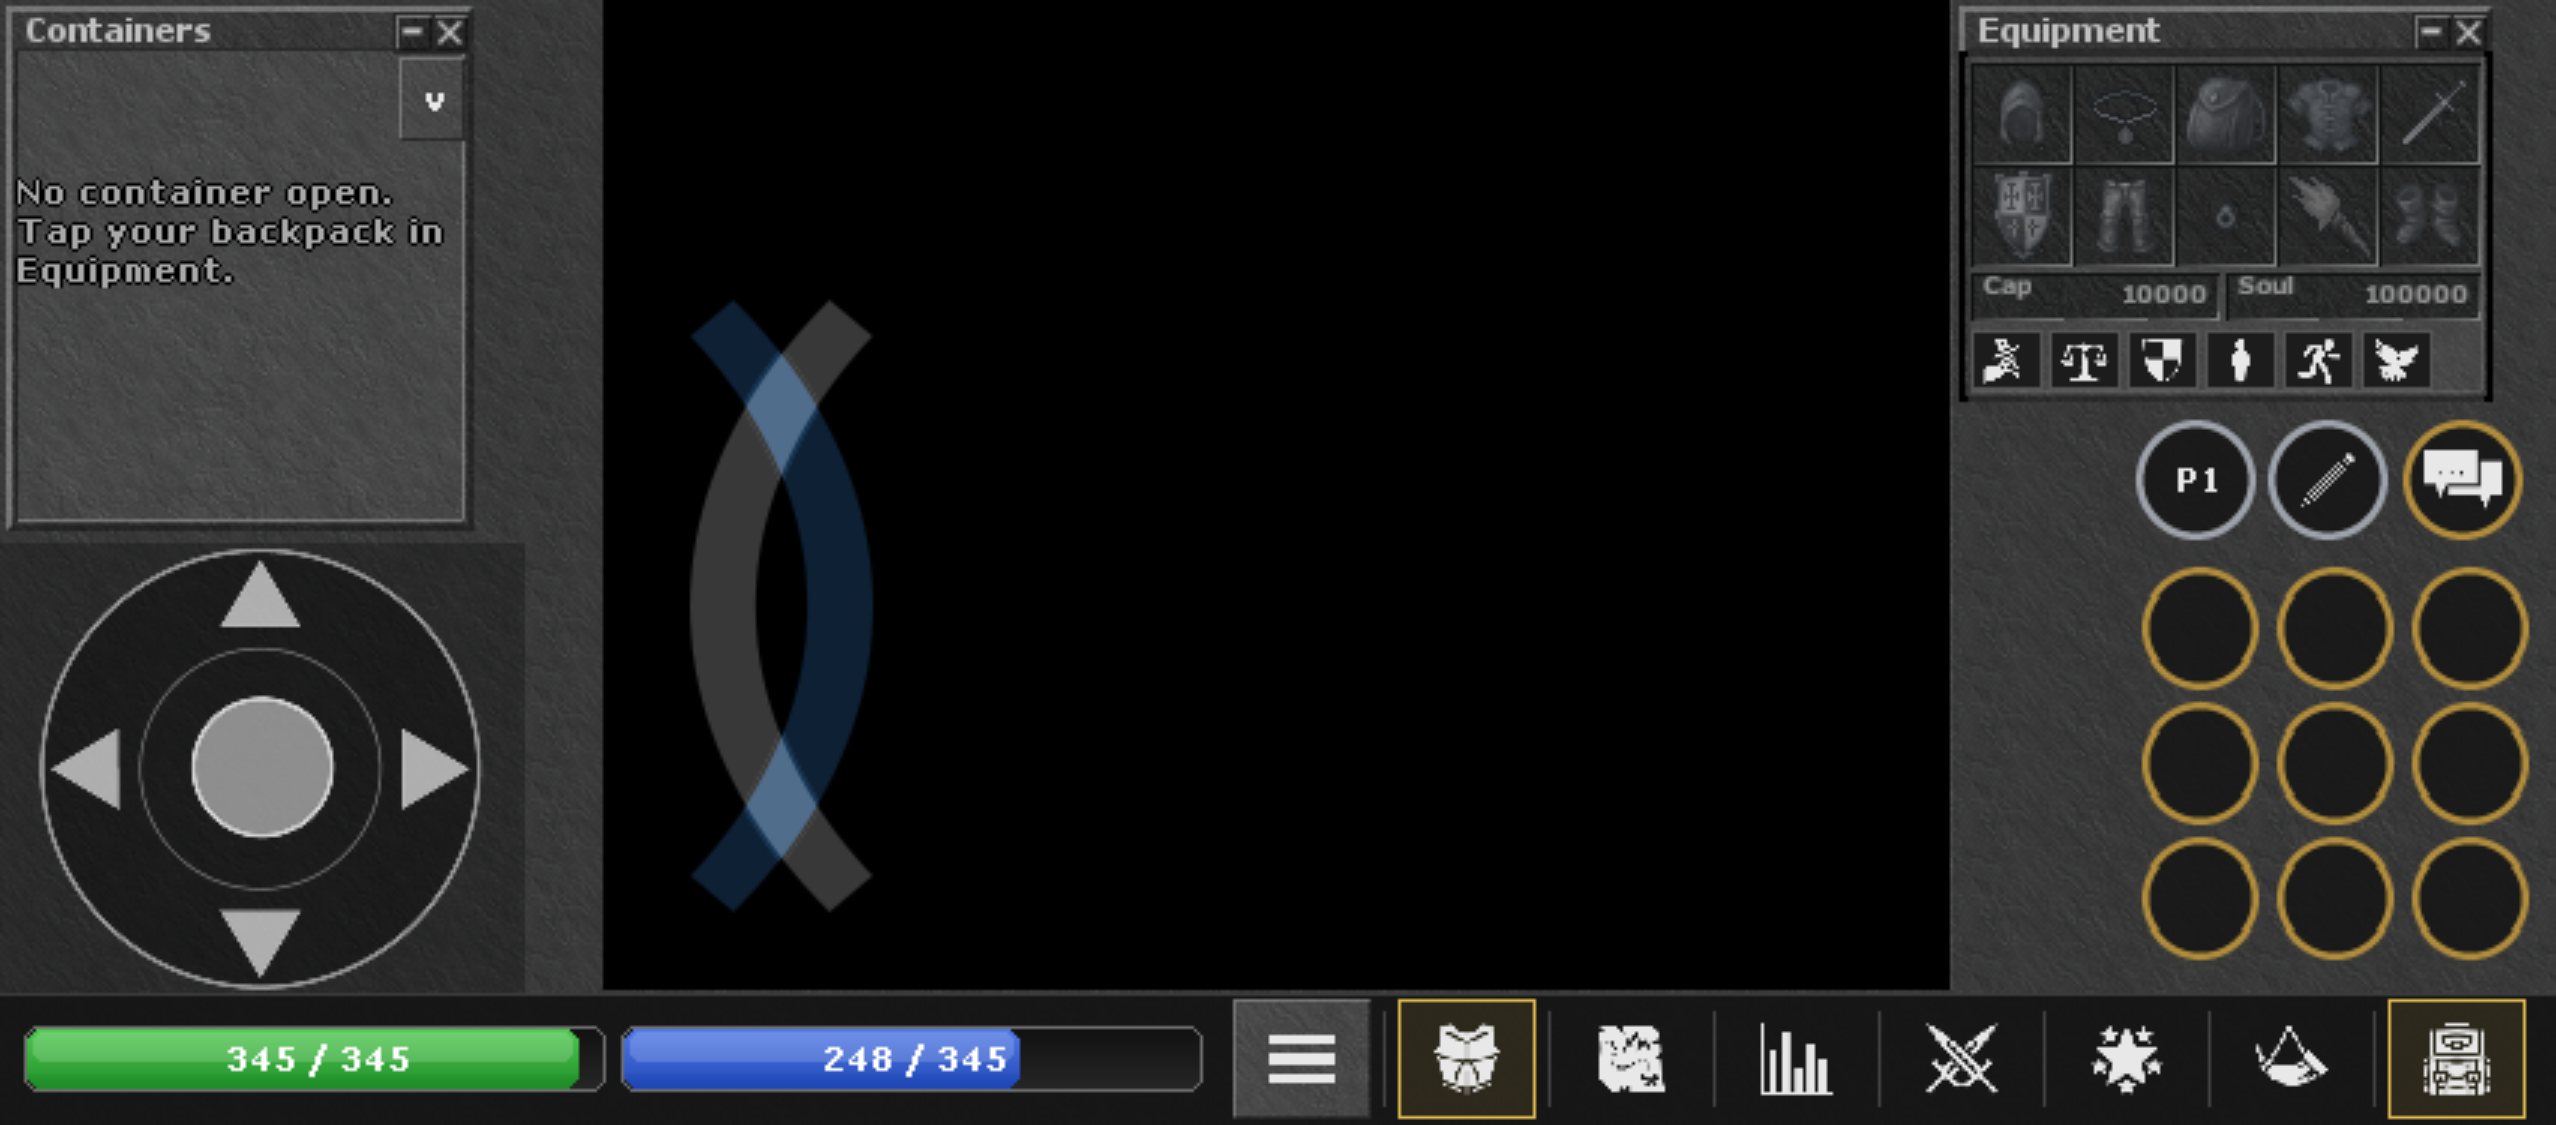 Containers
v
No container open.
Tap your backpack in
Equipment.
Equipment
Cap 10000 Soul 100000
P1
345 / 345 248 / 345